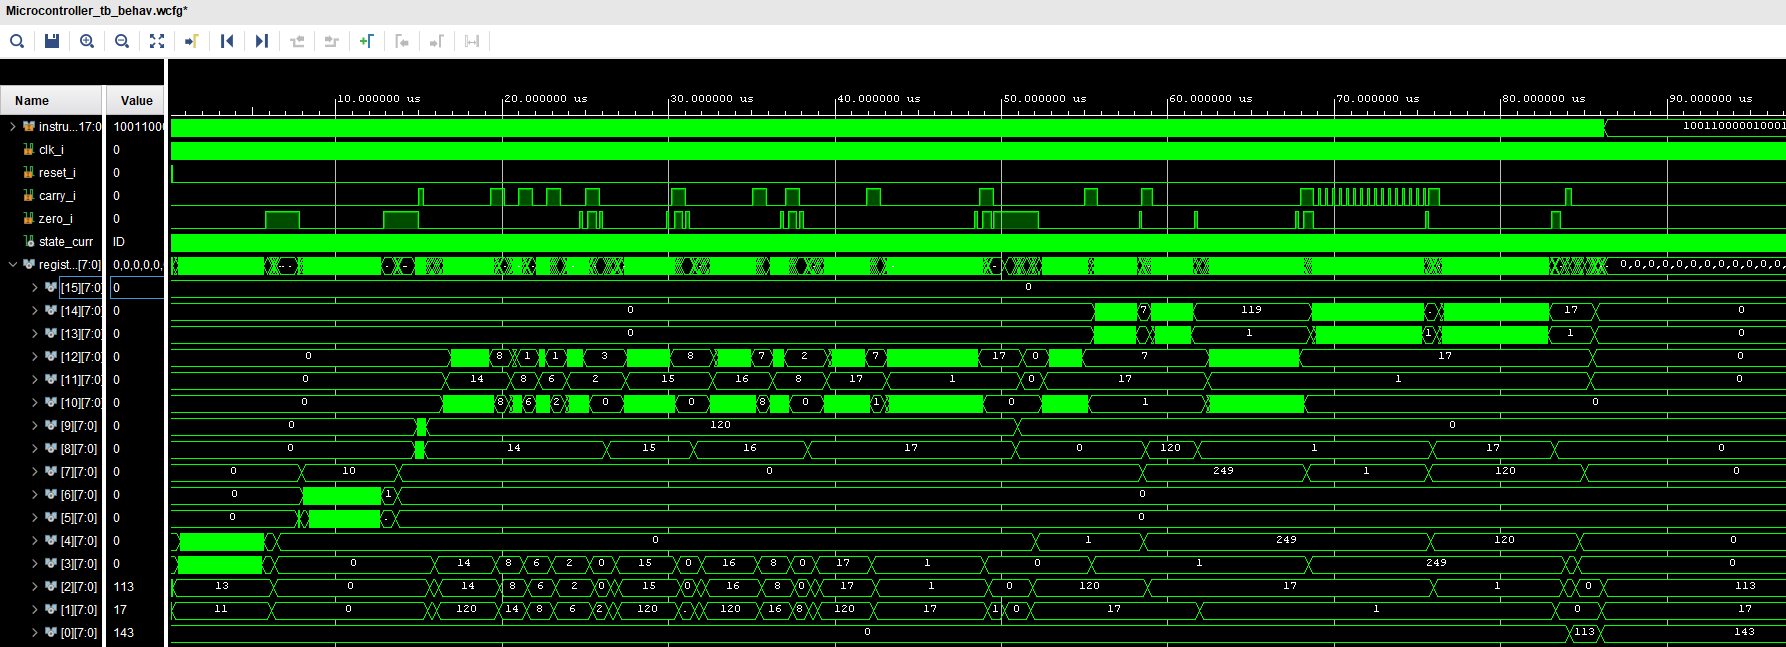 Microcontroller_tb_behav.wcfg*
Name Value 10.000000 us 20.000000 us 30.000000 us 40.000000 us 50.000000 us 60.000000 us 70.000000 us 80.000000 us 90.000000 us
instru...17:0 10011000
clk_i 0
reset_i 0
carry_i 0
zero_i 0
state_curr ID
regist...[7:0] 0,0,0,0,0, 0,0,0,0,0,0,0,0,0,0,0,0,
[15][7:0 0 0
[14][7:0 0 0 7 119 17 0
[13][7:0 0 0 1 1 1 0
[12][7:0 0 0 8 1 1 3 8 7 2 7 17 0 7 17 0
[11][7:0 0 0 14 8 6 2 15 16 8 17 1 0 17 1 0
[10][7:0 0 0 8 6 2 0 0 8 0 1 0 1 0
[9][7:0] 0 0 120 0
[8][7:0] 0 0 14 15 16 17 0 120 1 17 0
[7][7:0] 0 0 10 0 249 1 120 0
[6][7:0] 0 0 1 0
[5][7:0] 0 0 0
[4][7:0] 0 0 1 249 120 0
[3][7:0] 0 0 14 8 6 2 0 15 0 16 8 0 17 1 0 1 249 0
[2][7:0] 113 13 0 14 8 6 2 0 15 0 16 8 0 17 1 0 120 17 1 0 113
[1][7:0] 17 11 0 120 14 8 6 2 120 120 16 8 120 17 1 0 17 1 0 17
[0][7:0] 143 0 113 143